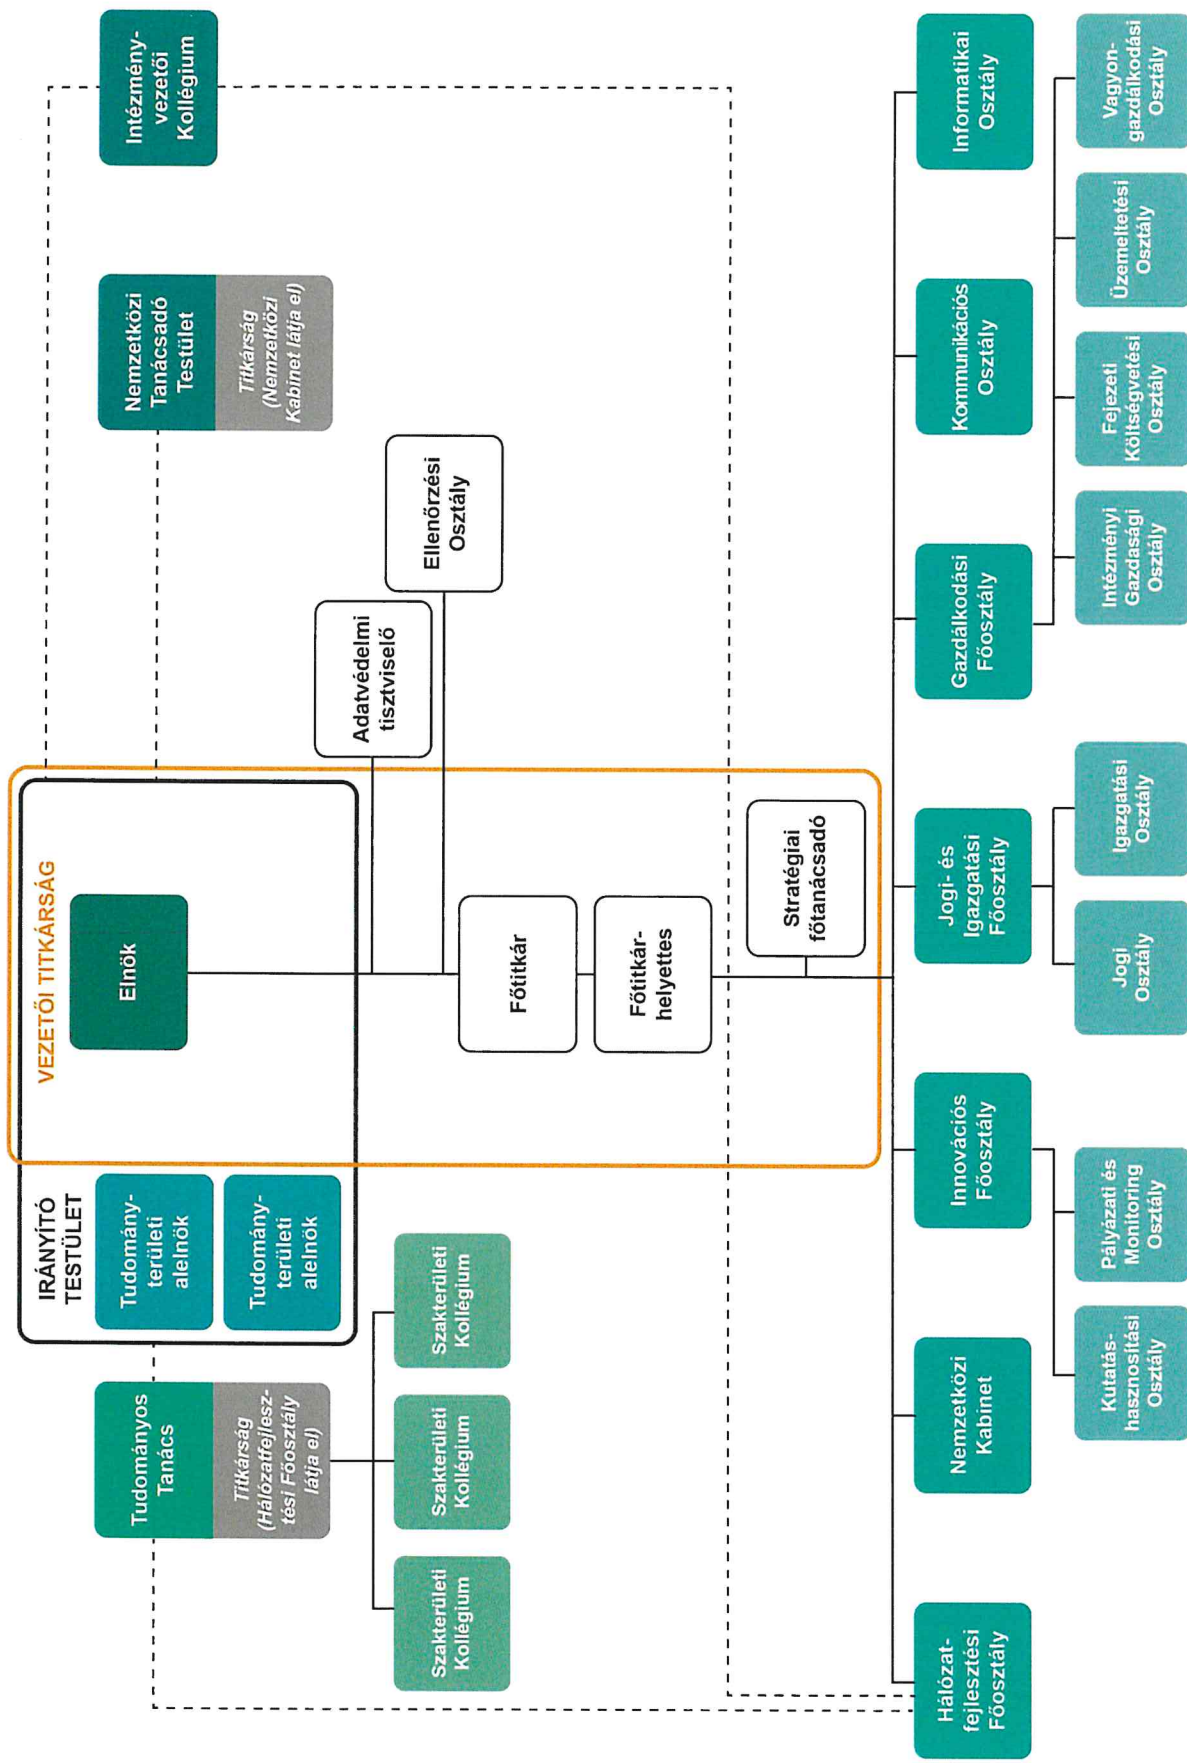 VEZETŐI TITKÁRSÁG
IRÁNYÍTÓ
TESTÜLET
Elnök
Tudomány-
területi
alelnök
Tudomány-
területi
alelnök
Tudományos
Tanács
Titkárság
(Hálózatfejlesz-
tési Főosztály
látja el)
Szakterületi
Kollégium
Szakterületi
Kollégium
Szakterületi
Kollégium
Nemzetközi
Tanácsadó
Testület
Titkárság
(Nemzetközi
Kabinet látja el)
Intézmény-
vezetői
Kollégium
Adatvédelmi
tisztviselő
Ellenőrzési
Osztály
Főtitkár
Főtitkár-
helyettes
Stratégiai
főtanácsadó
Hálózat-
fejlesztési
Főosztály
Nemzetközi
Kabinet
Innovációs
Főosztály
Jogi- és
Igazgatási
Főosztály
Gazdálkodási
Főosztály
Kommunikációs
Osztály
Informatikai
Osztály
Kutatás-
hasznosítási
Osztály
Pályázati és
Monitoring
Osztály
Jogi
Osztály
Igazgatási
Osztály
Intézményi
Gazdasági
Osztály
Fejezeti
Költségvetési
Osztály
Üzemeltetési
Osztály
Vagyon-
gazdálkodási
Osztály